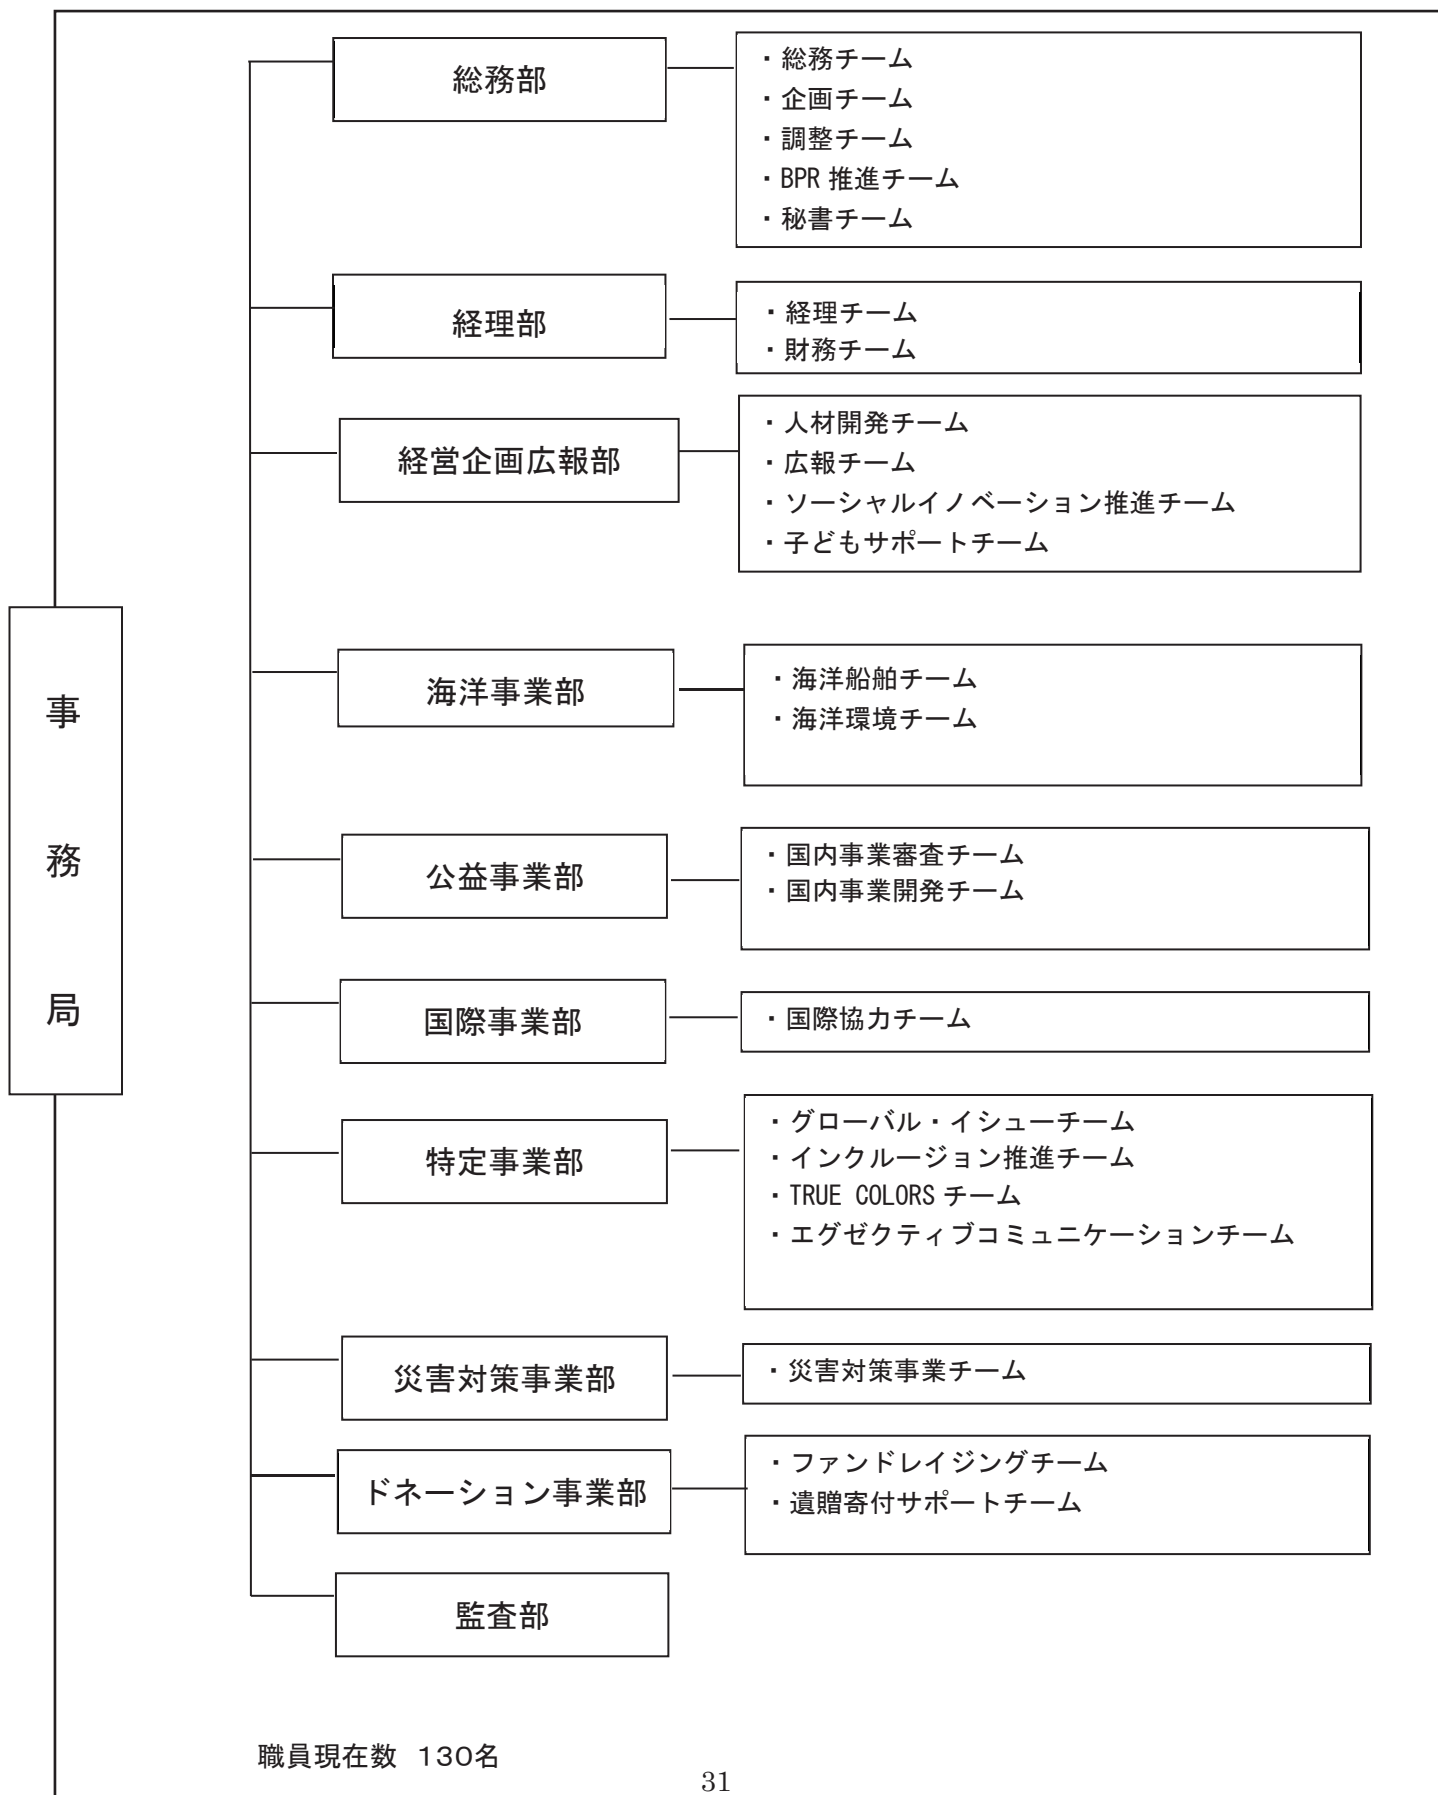 総務部
・総務チーム
・企画チーム
・調整チーム
・BPR 推進チーム
・秘書チーム
経理部
・経理チーム
・財務チーム
経営企画広報部
・人材開発チーム
・広報チーム
・ソーシャルイノベーション推進チーム
・子どもサポートチーム
事務局
海洋事業部
・海洋船舶チーム
・海洋環境チーム
公益事業部
・国内事業審査チーム
・国内事業開発チーム
国際事業部
・国際協力チーム
特定事業部
・グローバル・イシューチーム
・インクルージョン推進チーム
・TRUE COLORS チーム
・エグゼクティブコミュニケーションチーム
災害対策事業部
・災害対策事業チーム
ドネーション事業部
・ファンドレイジングチーム
・遺贈寄付サポートチーム
監査部
職員現在数　130名
31